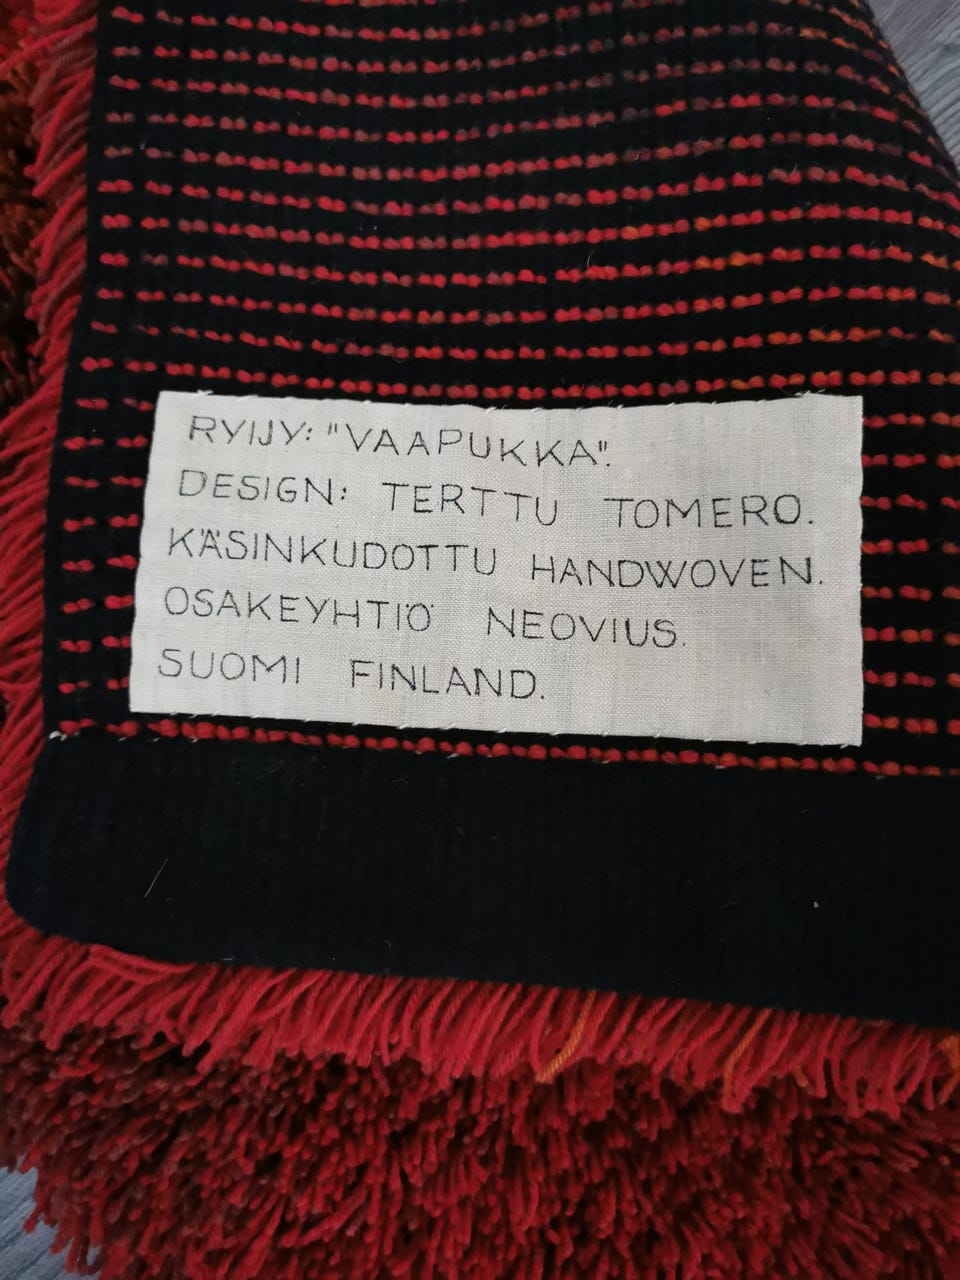 RYIJY: "VAAPUKKA".
DESIGN: TERTTU TOMERO.
KÄSINKUDOTTU HANDWOVEN.
OSAKEYHTIÖ NEOVIUS.
SUOMI FINLAND.